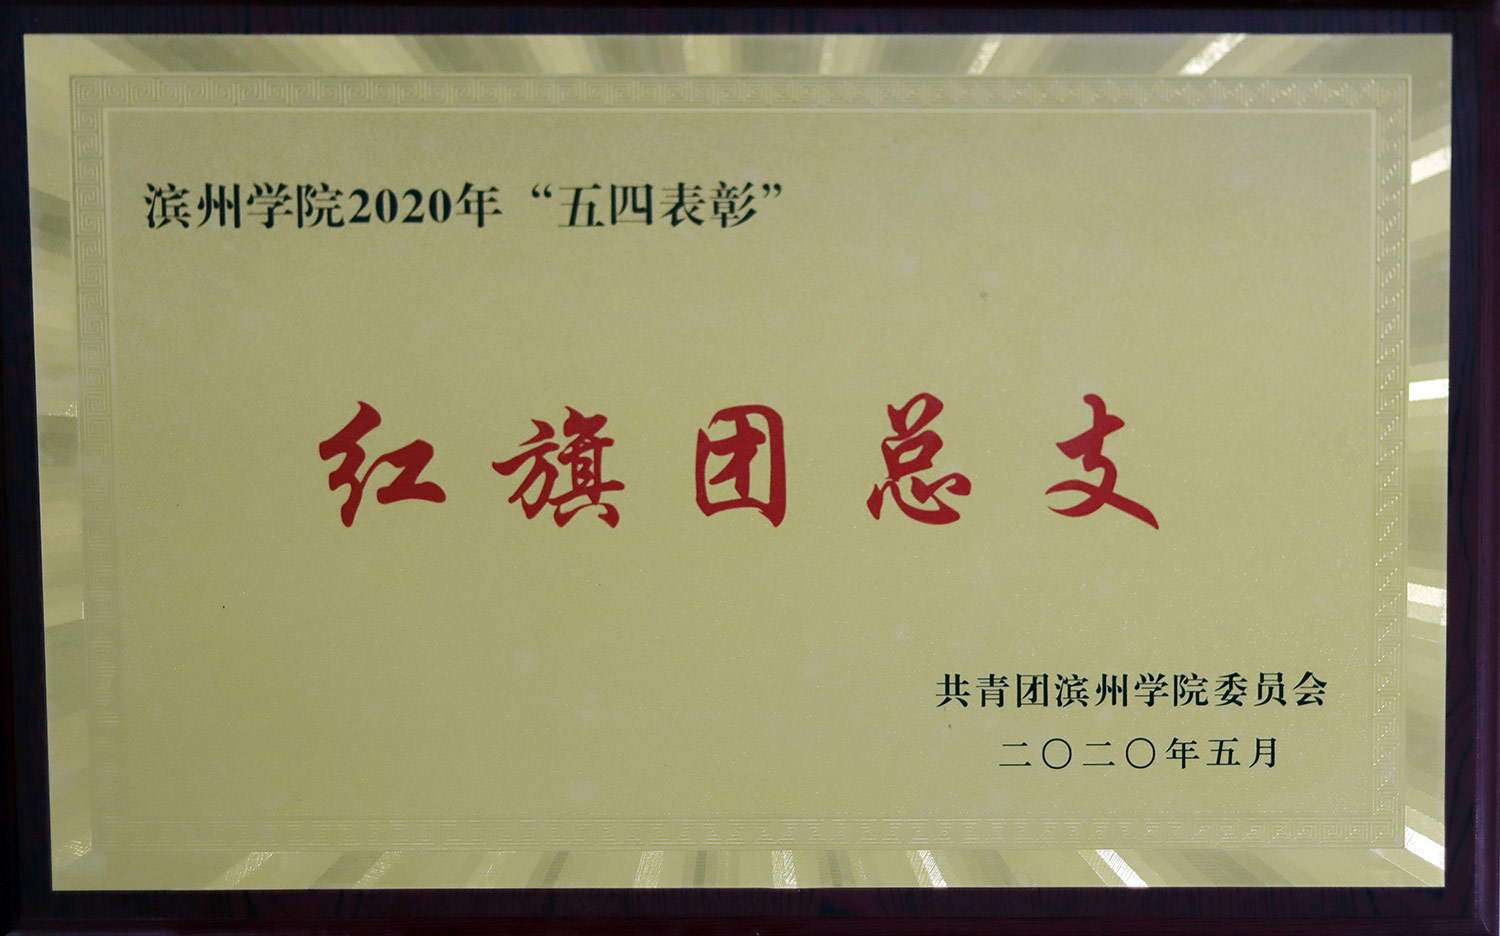 滨州学院2020年“五四表彰”
红旗团总支
共青团滨州学院委员会
二〇二〇年五月